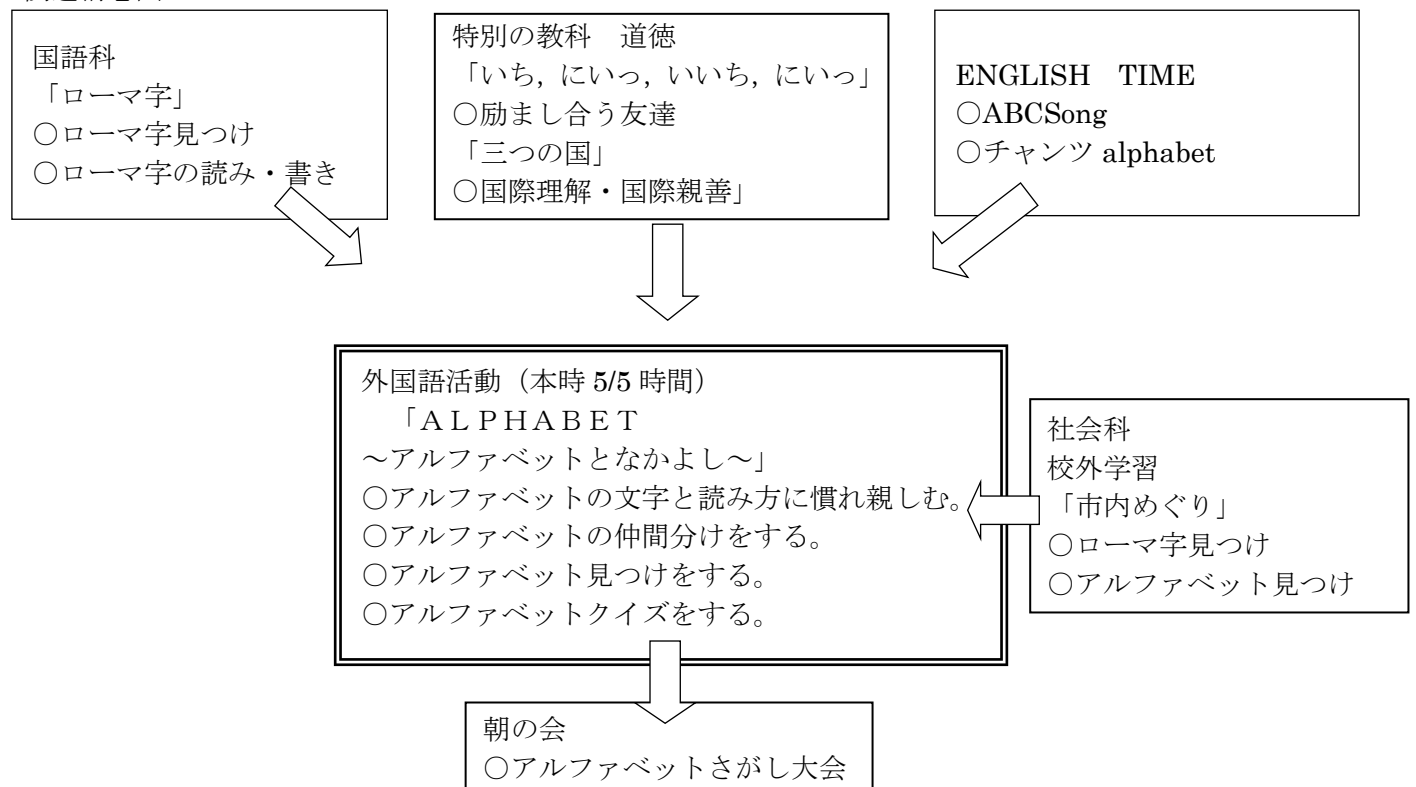 国語科
「ローマ字」
○ローマ字見つけ
○ローマ字の読み・書き
特別の教科　道徳
「いち，にいっ，いいち，にいっ」
○励まし合う友達
「三つの国」
○国際理解・国際親善」
ENGLISH　TIME
○ABCSong
○チャンツ alphabet
外国語活動（本時 5/5 時間）
「ＡＬＰＨＡＢＥＴ
～アルファベットとなかよし～」
○アルファベットの文字と読み方に慣れ親しむ。
○アルファベットの仲間分けをする。
○アルファベット見つけをする。
○アルファベットクイズをする。
社会科
校外学習
「市内めぐり」
○ローマ字見つけ
○アルファベット見つけ
朝の会
○アルファベットさがし大会